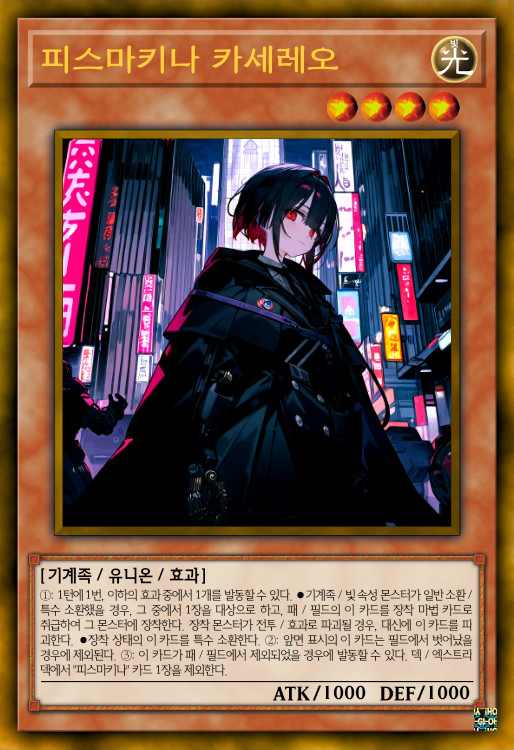 피스마키나 카세레오
빛
光
[기계족 / 유니온 / 효과]
①: 1턴에 1번, 이하의 효과 중에서 1개를 발동할 수 있다. ●기계족 / 빛 속성 몬스터가 일반 소환 /
특수 소환했을 경우, 그 중에서 1장을 대상으로 하고, 패 / 필드의 이 카드를 장착 마법 카드로
취급하여 그 몬스터에 장착한다. 장착 몬스터가 전투 / 효과로 파괴될 경우, 대신에 이 카드를 파
괴한다. ●장착 상태의 이 카드를 특수 소환한다. ②: 앞면 표시의 이 카드는 필드에서 벗어났을
경우에 제외된다. ③: 이 카드가 패 / 필드에서 제외되었을 경우에 발동할 수 있다. 덱 / 엑스트라
덱에서 "피스마키나" 카드 1장을 제외한다.
ATK/1000 DEF/1000